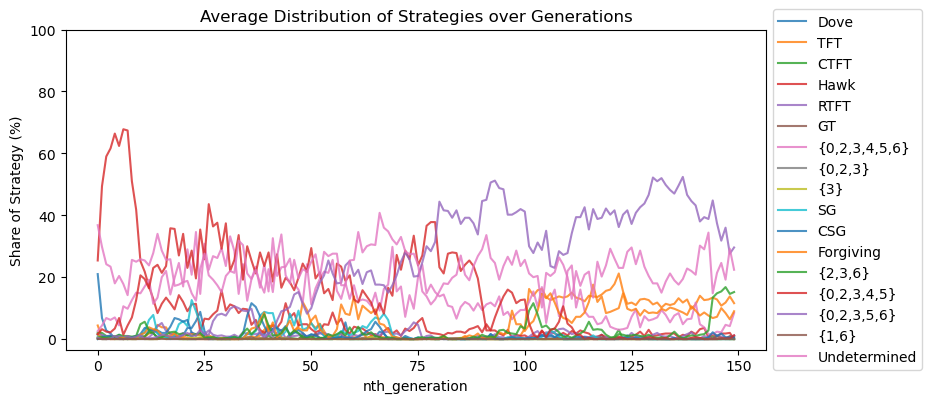 Average Distribution of Strategies over Generations
Share of Strategy (%)
100
80
60
40
20
0
0 25 50 75 100 125 150
nth_generation
Dove
TFT
CTFT
Hawk
RTFT
GT
{0,2,3,4,5,6}
{0,2,3}
{3}
SG
CSG
Forgiving
{2,3,6}
{0,2,3,4,5}
{0,2,3,5,6}
{1,6}
Undetermined